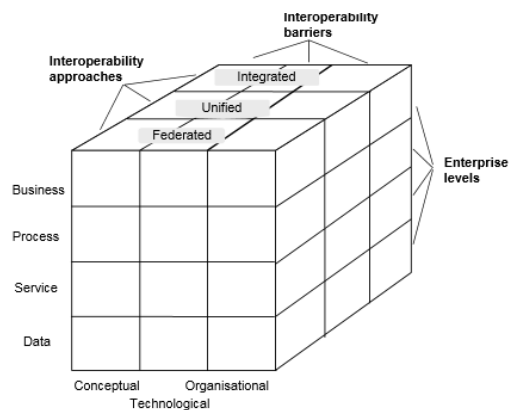 Interoperability
barriers
Interoperability
approaches
Integrated
Unified
Federated
Enterprise
levels
Business
Process
Service
Data
Conceptual
Organisational
Technological